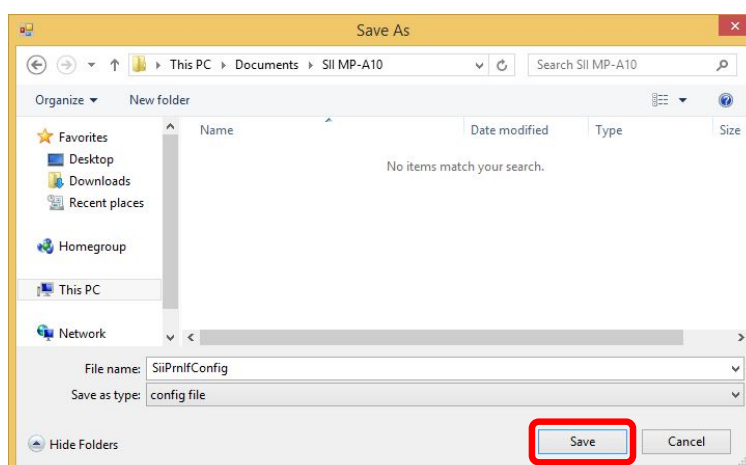 Save As
This PC Documents SII MP-A10 Search SII MP-A10
Organize New folder
Name Date modified Type Size
Favorites
No items match your search.
Desktop
Downloads
Recent places
Homegroup
This PC
Network
File name: SiiPrnIfConfig
Save as type: config file
Hide Folders Save Cancel